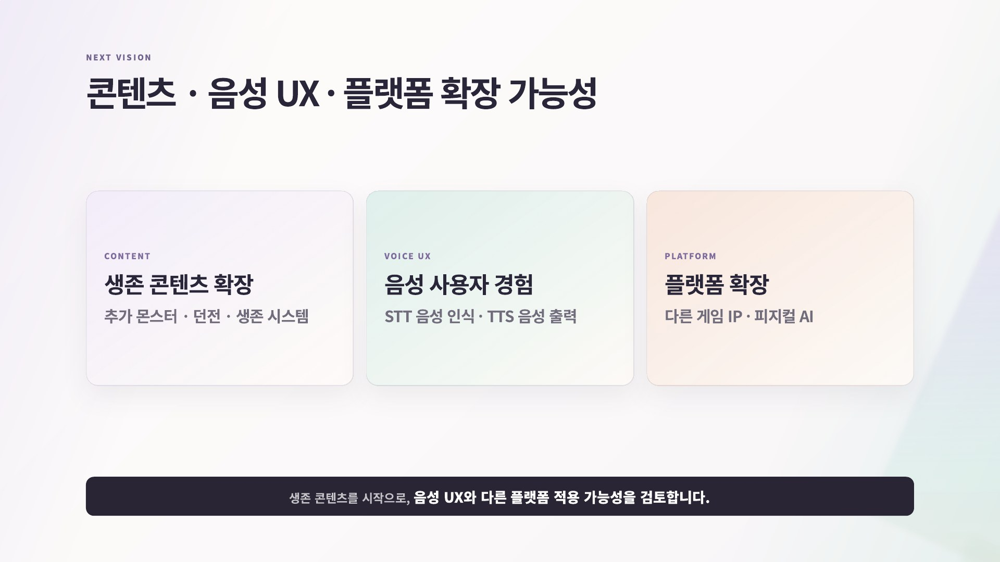 NEXT VISION
콘텐츠 · 음성 UX · 플랫폼 확장 가능성
CONTENT
생존 콘텐츠 확장
추가 몬스터 · 던전 · 생존 시스템
VOICE UX
음성 사용자 경험
STT 음성 인식 · TTS 음성 출력
PLATFORM
플랫폼 확장
다른 게임 IP · 피지컬 AI
생존 콘텐츠를 시작으로, 음성 UX와 다른 플랫폼 적용 가능성을 검토합니다.